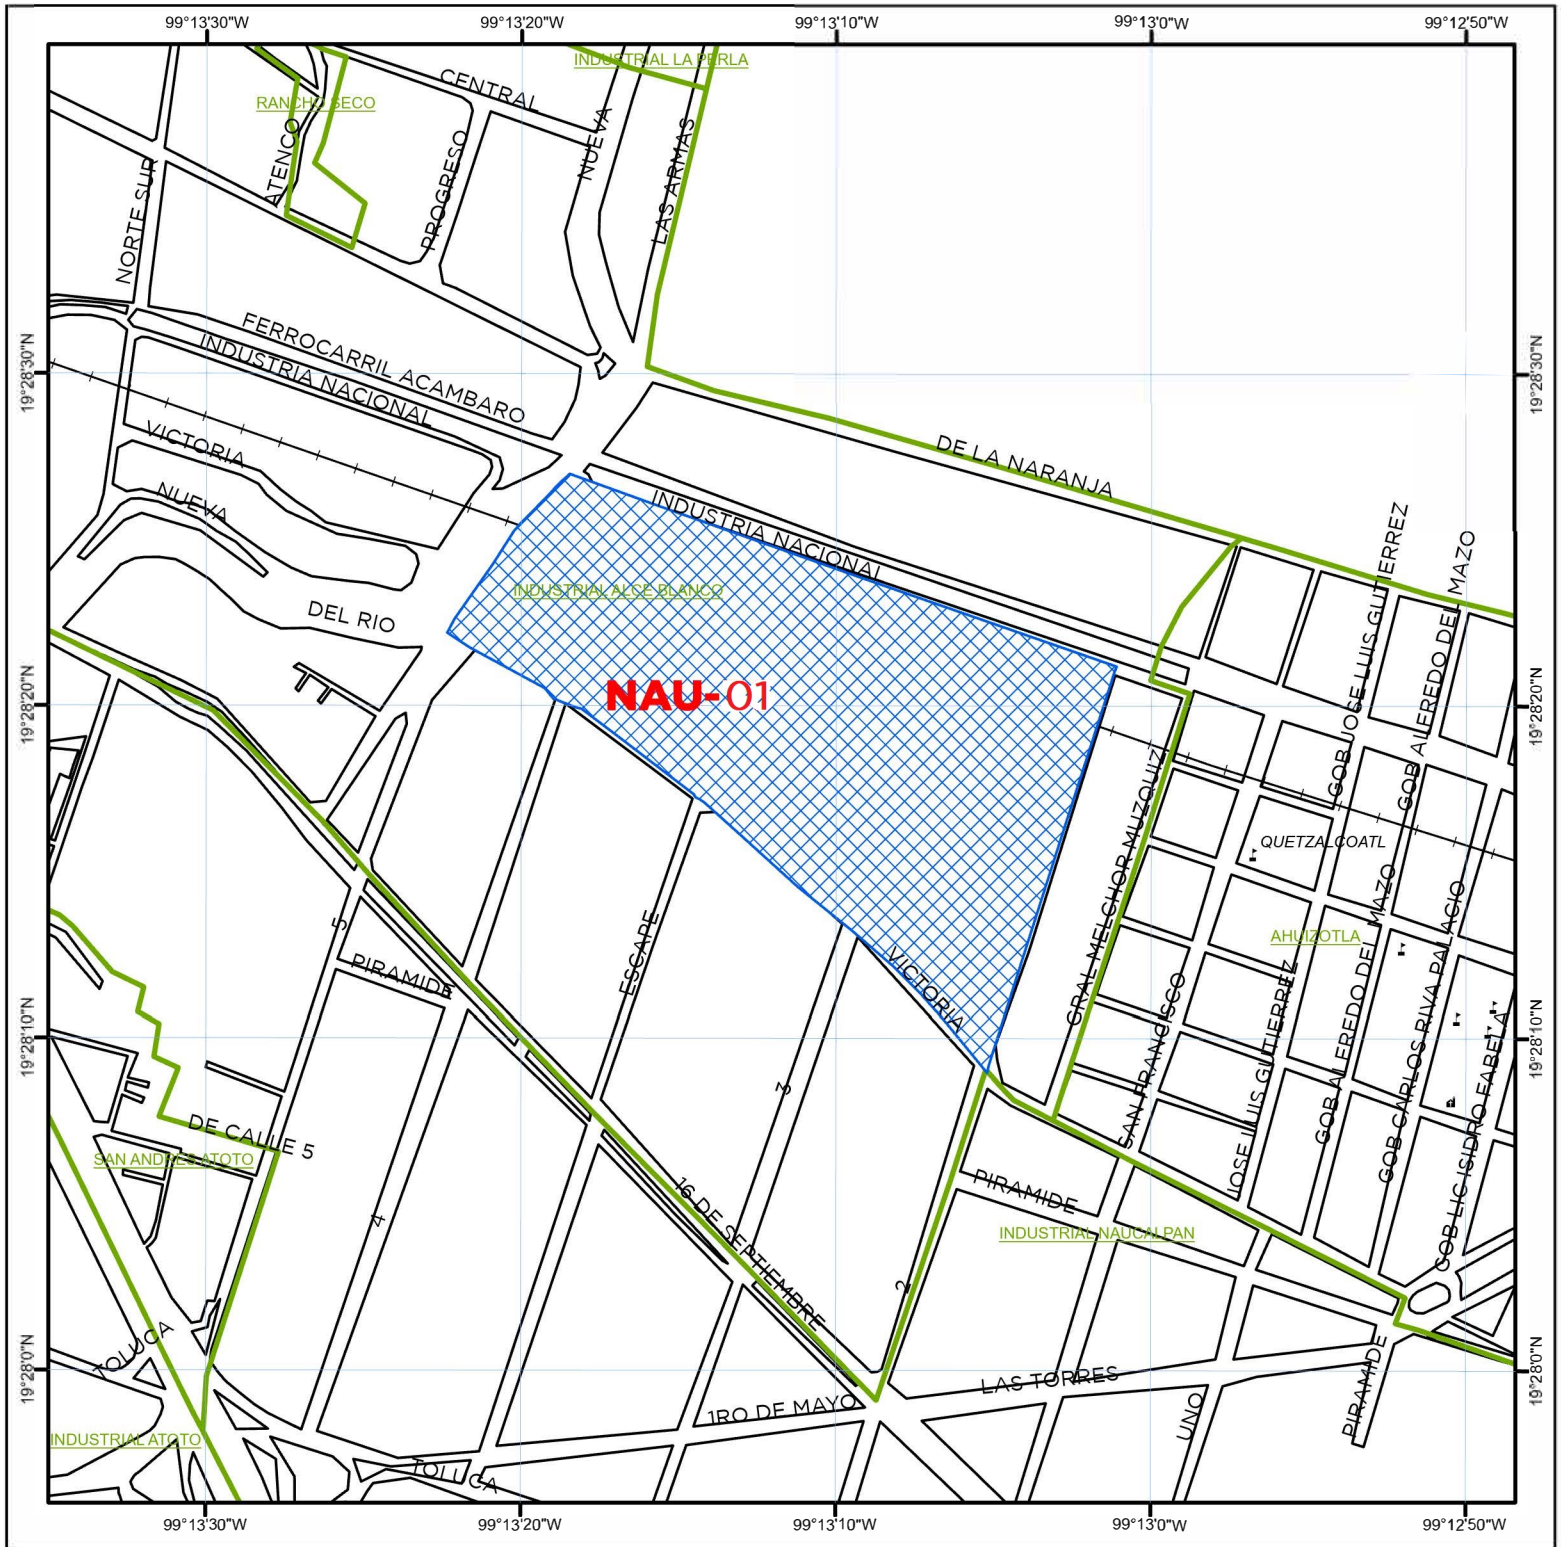 99°13'30"W
99°13'20"W
99°13'10"W
99°13'0"W
99°12'50"W
INDUSTRIAL LA PERLA
CENTRAL
RANCHO SECO
NUEVA
LAS ARMAS
ATENCO
PROGRESO
NORTE SUR
19°28'30"N
19°28'30"N
FERROCARRIL ACAMBARO
INDUSTRIA NACIONAL
VICTORIA
DE LA NARANJA
NUEVA
INDUSTRIA NACIONAL
GOB JOSE LUIS GUTIERREZ
GOB ALFREDO DEL MAZO
INDUSTRIAL ALCE BLANCO
DEL RIO
NAU-01
19°28'20"N
19°28'20"N
GRAL MELCHOR MUZQUIZ
QUETZALCOATL
5
ESCAPE
PIRAMIDE
VICTORIA
AHUIZOTLA
GOB ALFREDO DEL MAZO
GOB CARLOS RIVA PALACIO
SAN FRANCISCO
JOSE LUIS GUTIERREZ
GOB LIC ISIDRO FABELA
19°28'10"N
19°28'10"N
3
DE CALLE 5
SAN ANDRES ATOTO
4
16 DE SEPTIEMBRE
PIRAMIDE
INDUSTRIAL NAUCALPAN
2
TOLUCA
19°28'0"N
19°28'0"N
LAS TORRES
1RO DE MAYO
UNO
PIRAMIDE
INDUSTRIAL ATOTO
TOLUCA
99°13'30"W
99°13'20"W
99°13'10"W
99°13'0"W
99°12'50"W